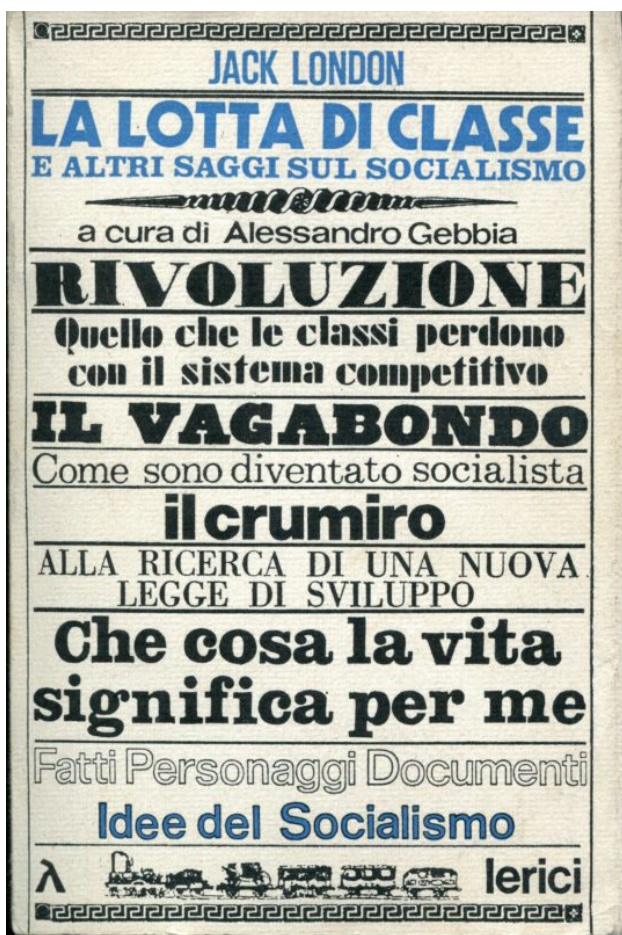 JACK LONDON
LA LOTTA DI CLASSE
E ALTRI SAGGI SUL SOCIALISMO
a cura di Alessandro Gebbia
RIVOLUZIONE
Quello che le classi perdono
con il sistema competitivo
IL VAGABONDO
Come sono diventato socialista
il crumiro
ALLA RICERCA DI UNA NUOVA
LEGGE DI SVILUPPO
Che cosa la vita
significa per me
Fatti Personaggi Documenti
Idee del Socialismo
λ lerici